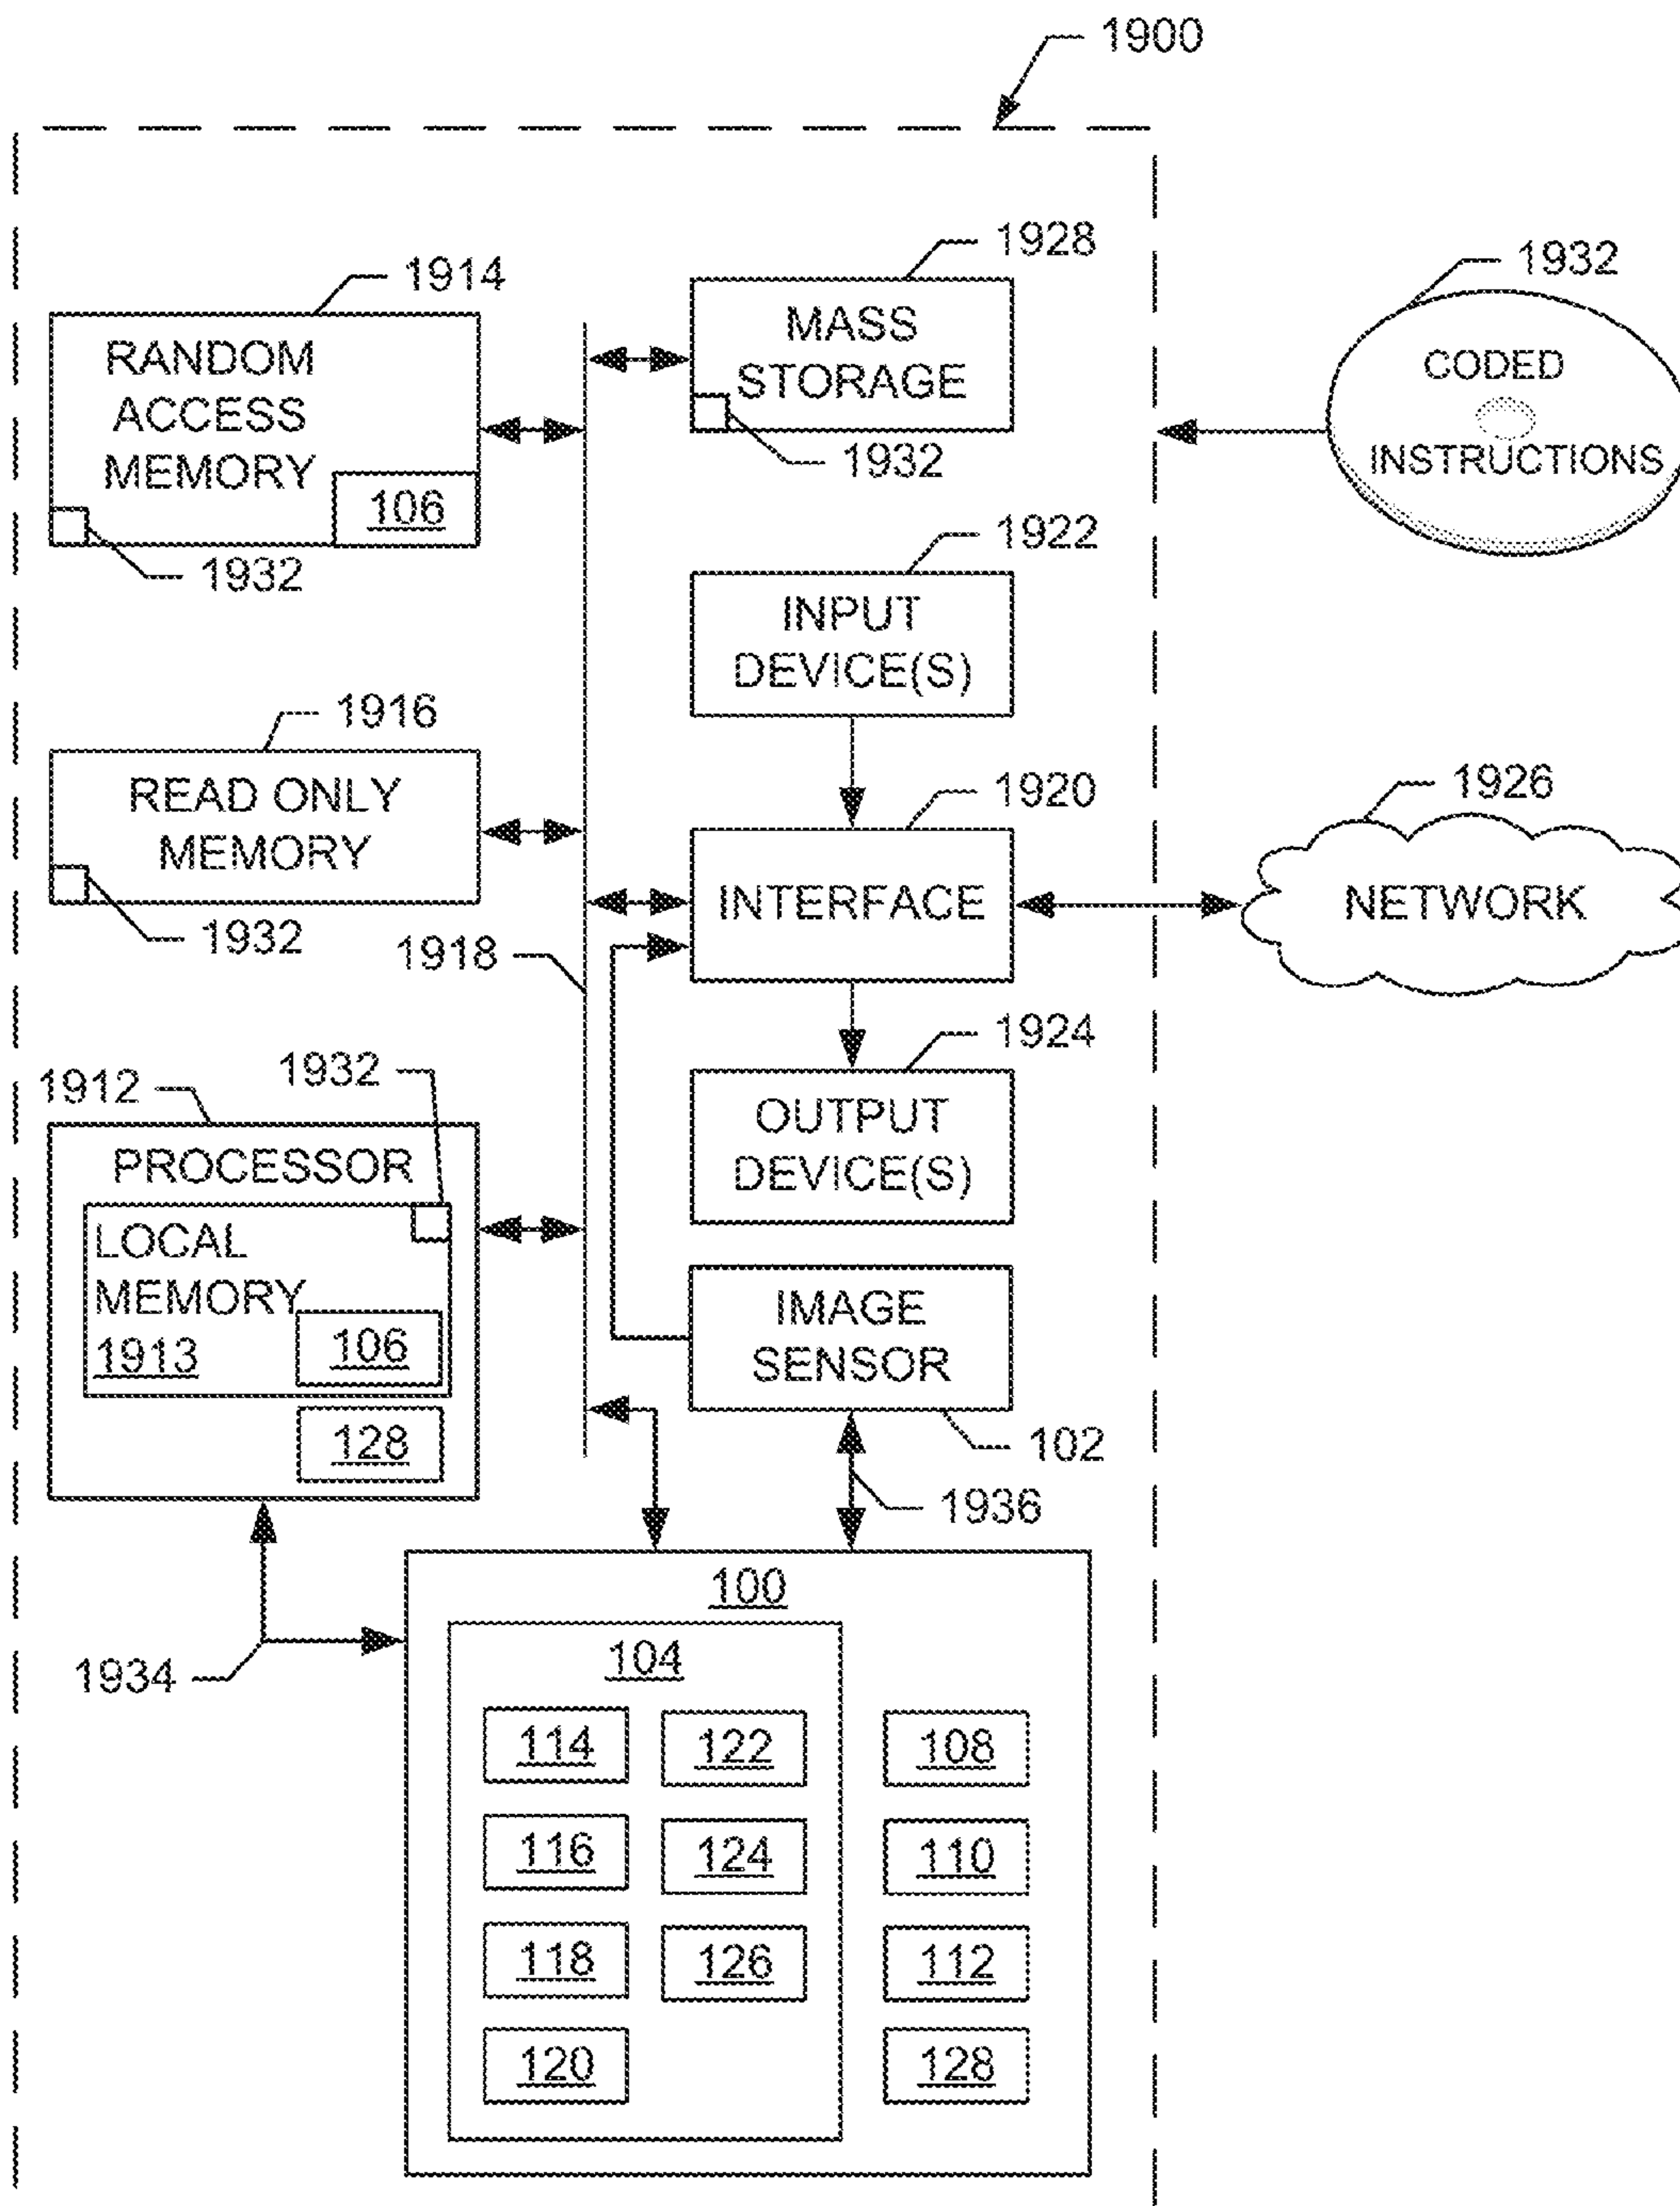 1900
1914
RANDOM
ACCESS
MEMORY
106
1932
1928
MASS
STORAGE
1932
1932
CODED
INSTRUCTIONS
1922
INPUT
DEVICE(S)
1916
READ ONLY
MEMORY
1932
1918
1920
INTERFACE
1926
NETWORK
1924
OUTPUT
DEVICE(S)
1912
1932
PROCESSOR
LOCAL
MEMORY
1913
106
128
IMAGE
SENSOR
102
1936
1934
100
104
114
122
108
116
124
110
118
126
112
120
128